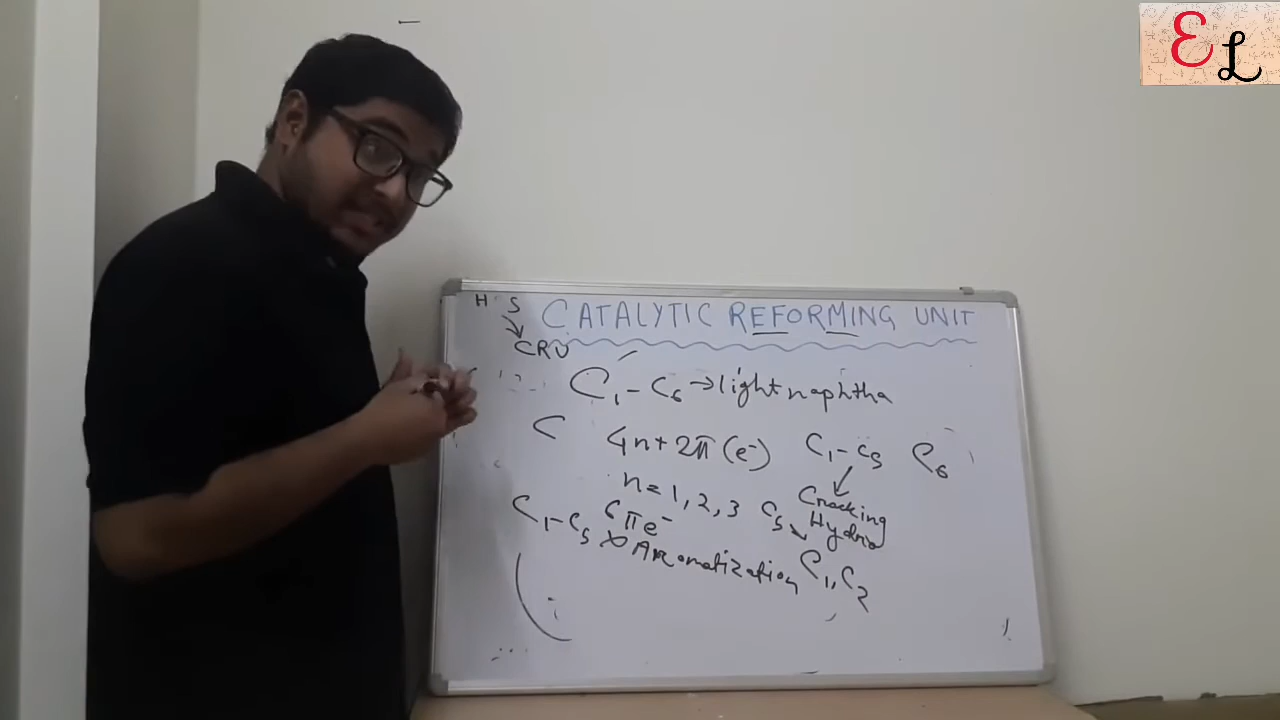 εL
H S
CATALYTIC REFORMING UNIT
CRU
C₁-C₆→light naphtha
C
4n+2π(e⁻)
C₁-C₅
C₆
n=1,2,3
Cracking
Hydro
C₁-C₅
6πe⁻
C₅
Aromatization
C₁,C₂